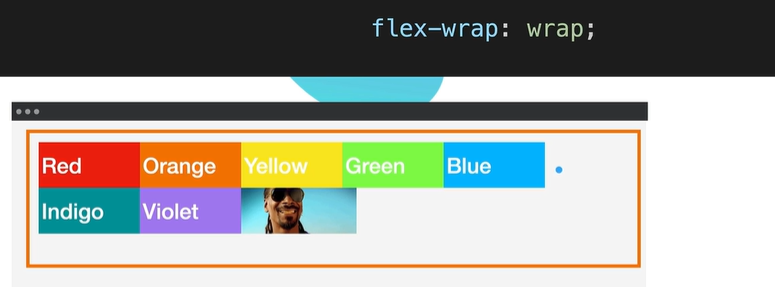 flex-wrap: wrap;
Red Orange Yellow Green Blue
Indigo Violet